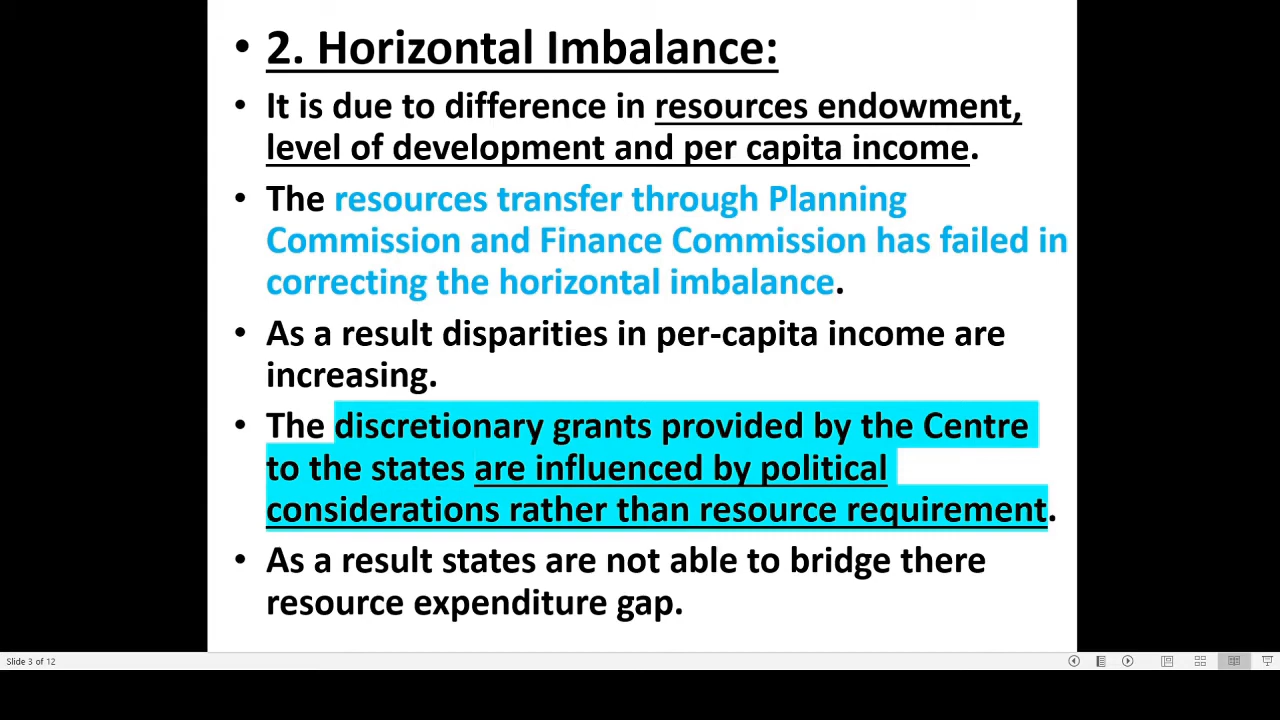 • 2. Horizontal Imbalance:
• It is due to difference in resources endowment,
level of development and per capita income.
• The resources transfer through Planning
Commission and Finance Commission has failed in
correcting the horizontal imbalance.
• As a result disparities in per-capita income are
increasing.
• The discretionary grants provided by the Centre
to the states are influenced by political
considerations rather than resource requirement.
• As a result states are not able to bridge there
resource expenditure gap.
Slide 3 of 12